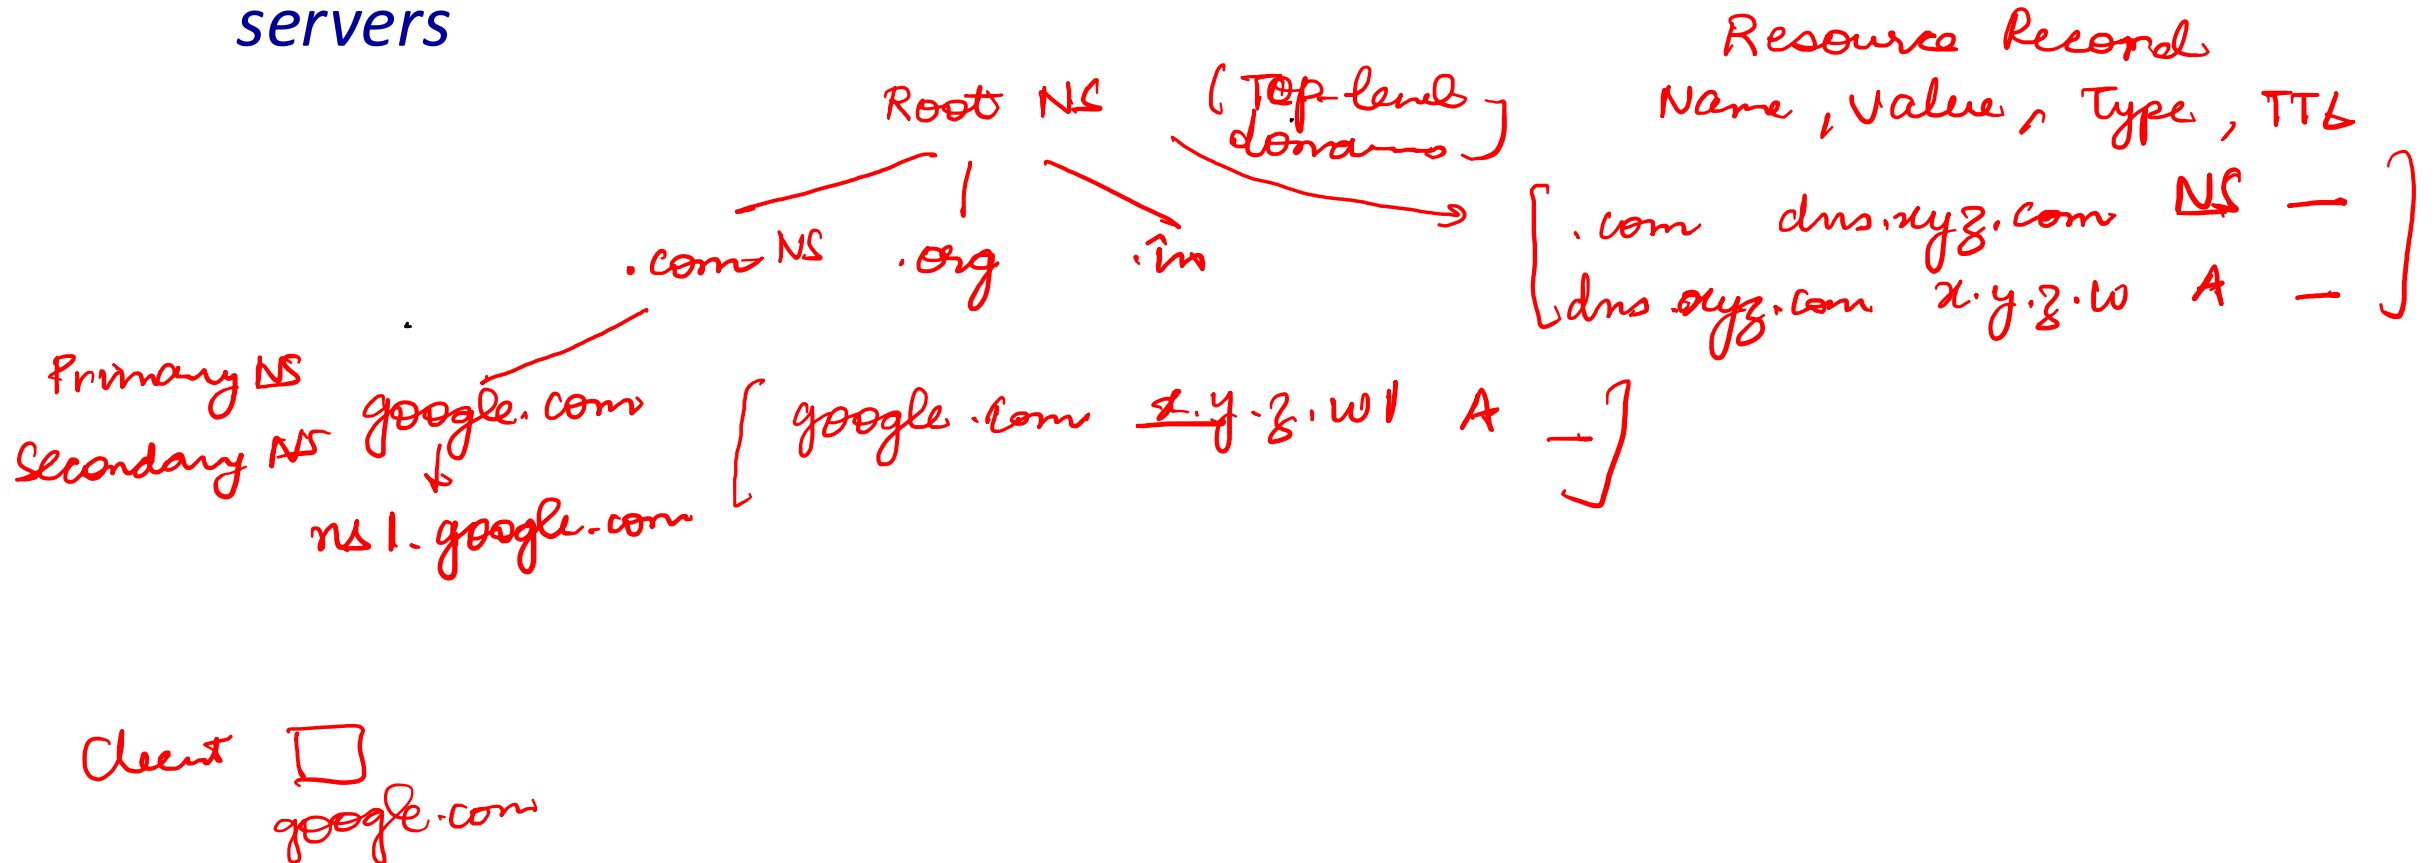 servers
Resource Record
Name, Value, Type, TTL
Root NS (Top-level domains)
.com NS .org .in
.com dns.xyz.com NS —
dns.xyz.com x.y.z.w A —
Primary NS
Secondary NS
google.com
[google.com x.y.z.w1 A —]
ns1.google.com
Client
google.com